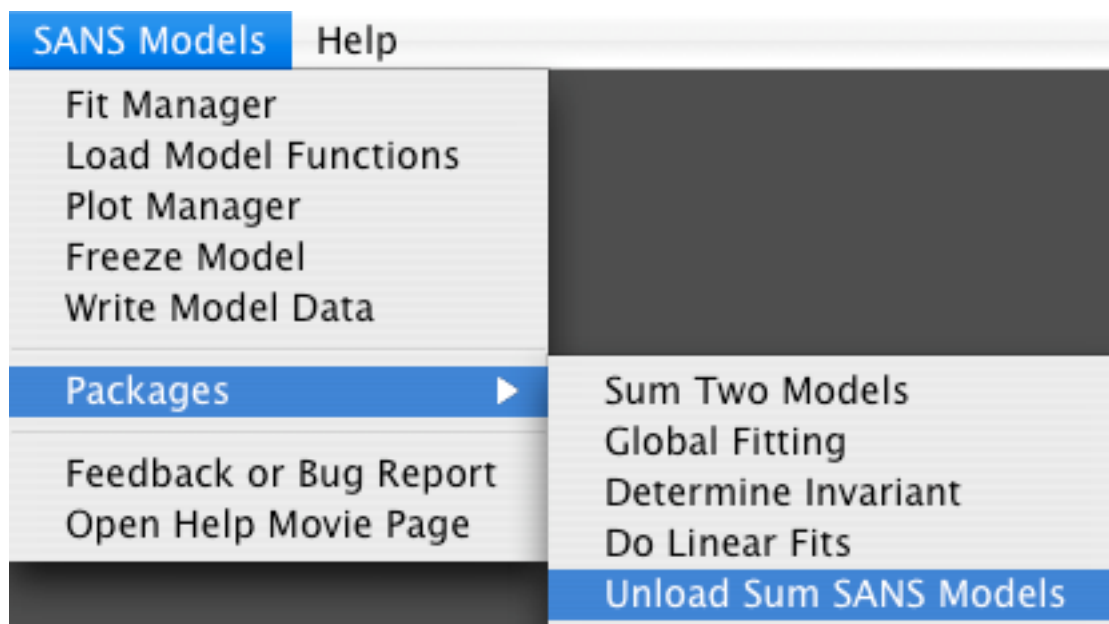 SANS Models Help
Fit Manager
Load Model Functions
Plot Manager
Freeze Model
Write Model Data
Packages
Feedback or Bug Report
Open Help Movie Page
Sum Two Models
Global Fitting
Determine Invariant
Do Linear Fits
Unload Sum SANS Models